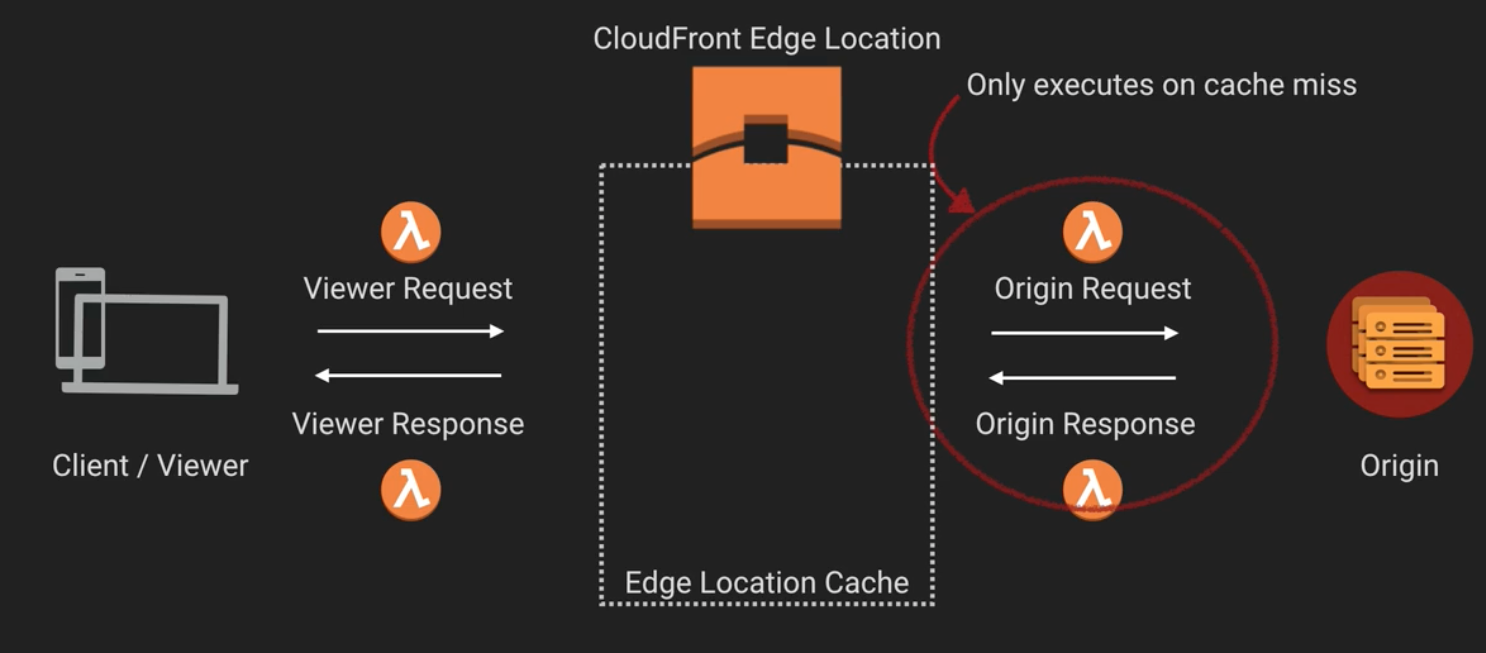 CloudFront Edge Location
Only executes on cache miss
Viewer Request
Origin Request
Viewer Response
Origin Response
Client / Viewer
Origin
Edge Location Cache